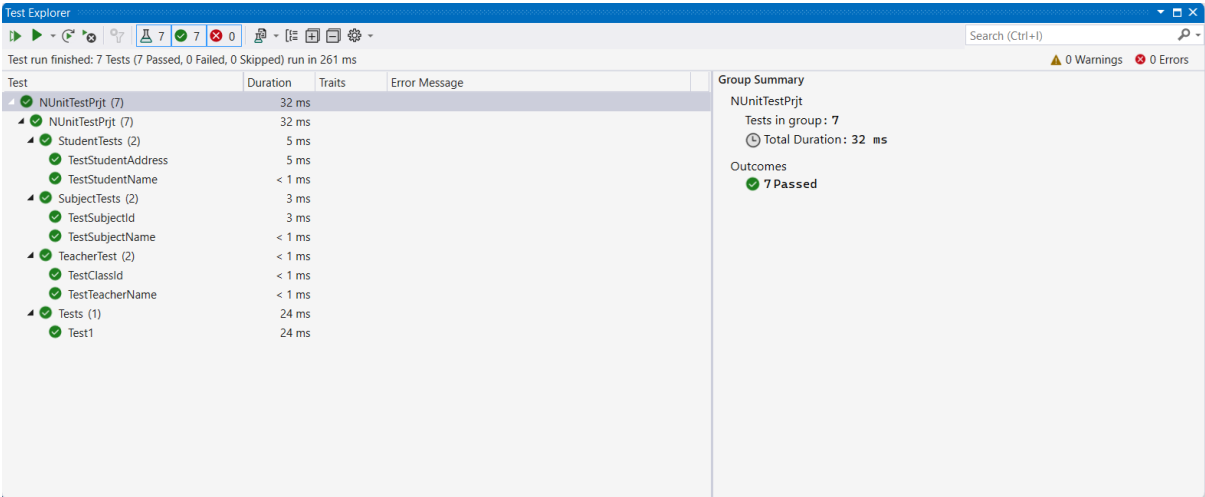 Test Explorer
7 7 0 Search (Ctrl+I)
Test run finished: 7 Tests (7 Passed, 0 Failed, 0 Skipped) run in 261 ms 0 Warnings 0 Errors
Test Duration Traits Error Message
NUnitTestPrjt (7) 32 ms
NUnitTestPrjt (7) 32 ms
StudentTests (2) 5 ms
TestStudentAddress 5 ms
TestStudentName < 1 ms
SubjectTests (2) 3 ms
TestSubjectId 3 ms
TestSubjectName < 1 ms
TeacherTest (2) < 1 ms
TestClassId < 1 ms
TestTeacherName < 1 ms
Tests (1) 24 ms
Test1 24 ms
Group Summary
NUnitTestPrjt
Tests in group: 7
Total Duration: 32 ms
Outcomes
7 Passed